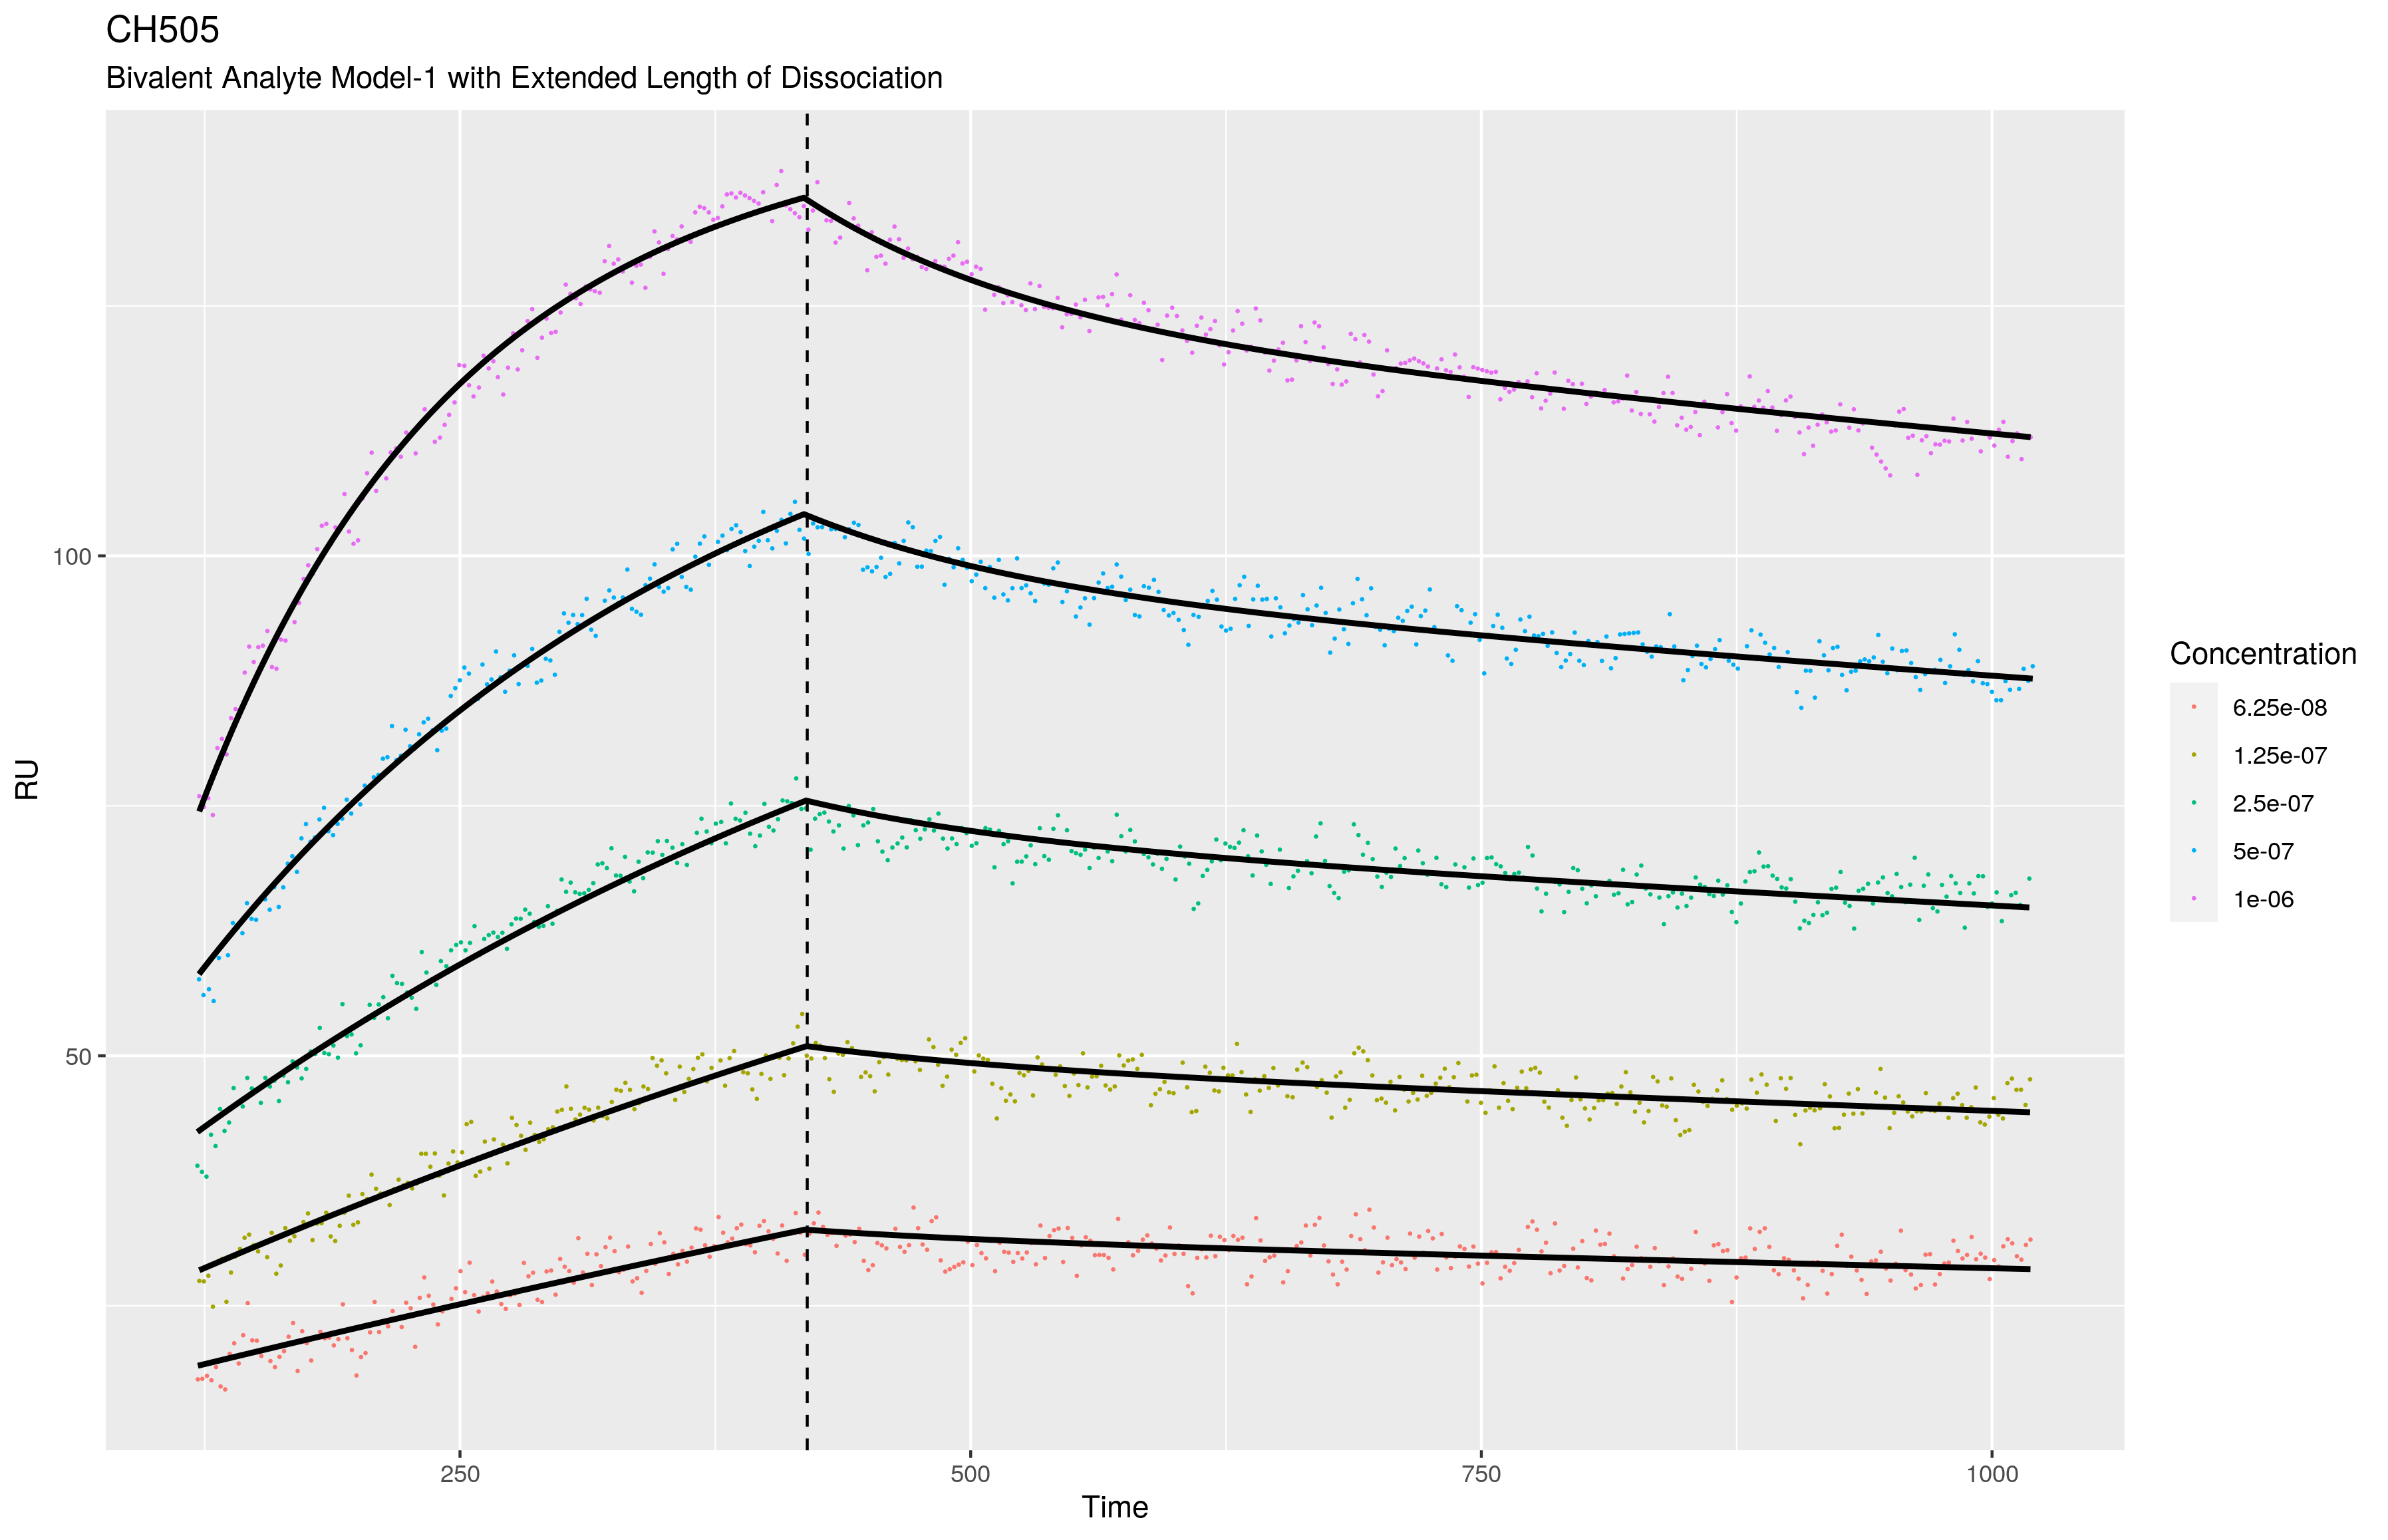 CH505
Bivalent Analyte Model-1 with Extended Length of Dissociation
RU
100
50
250
500
750
1000
Time
Concentration
6.25e-08
1.25e-07
2.5e-07
5e-07
1e-06